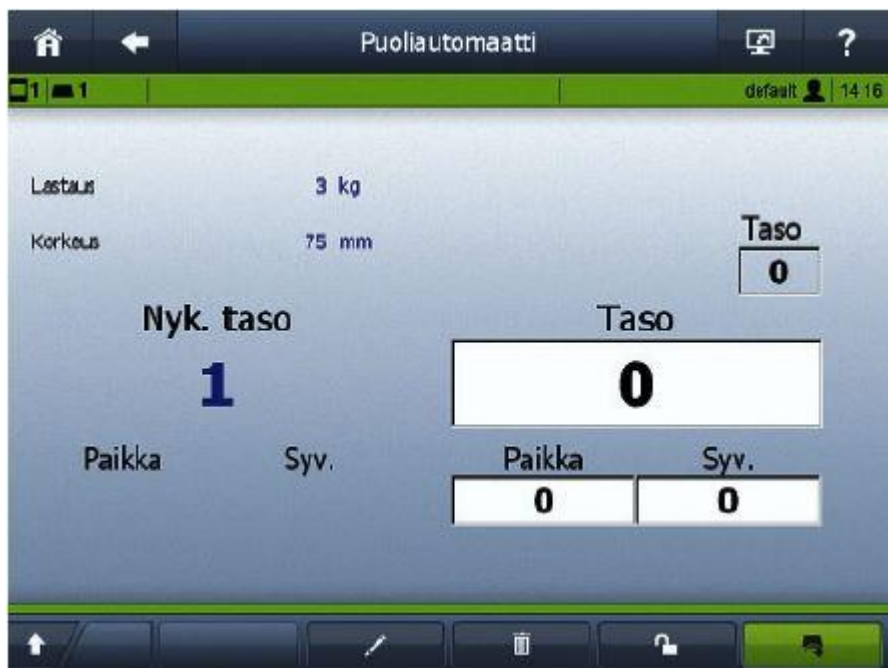 Puoliautomaatti
?
1 1 default 14 16
Lastaus 3 kg
Korkeus 75 mm
Taso
0
Nyk. taso Taso
1 0
Paikka Syv. Paikka Syv.
0 0